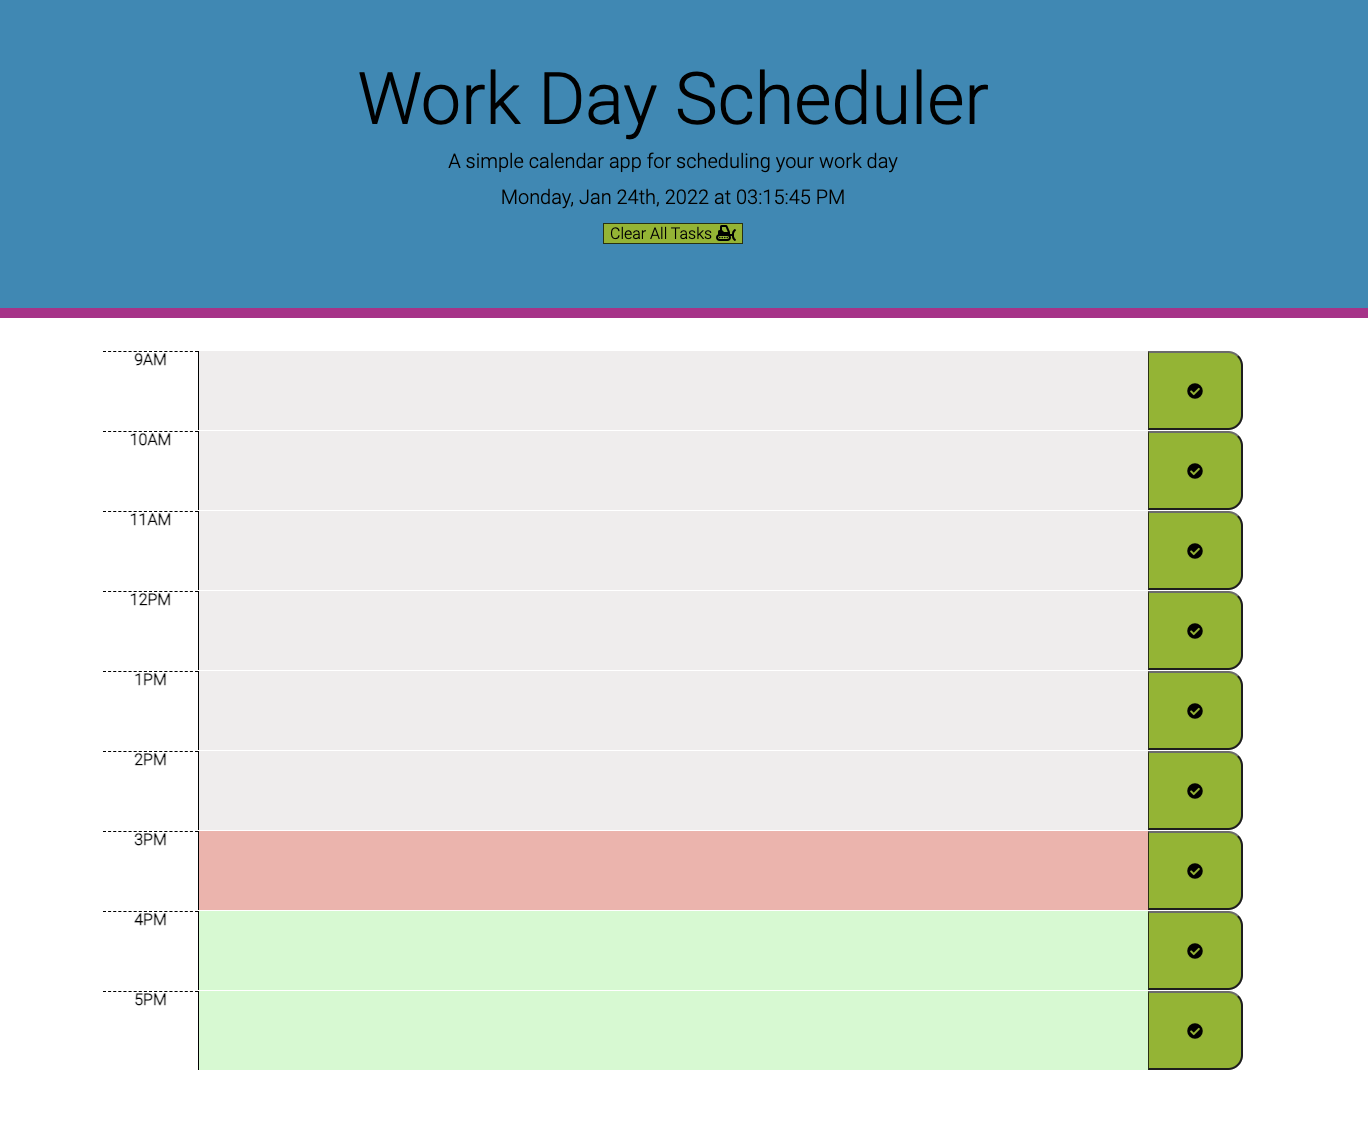 Work Day Scheduler
A simple calendar app for scheduling your work day
Monday, Jan 24th, 2022 at 03:15:45 PM
Clear All Tasks
9AM
10AM
11AM
12PM
1PM
2PM
3PM
4PM
5PM